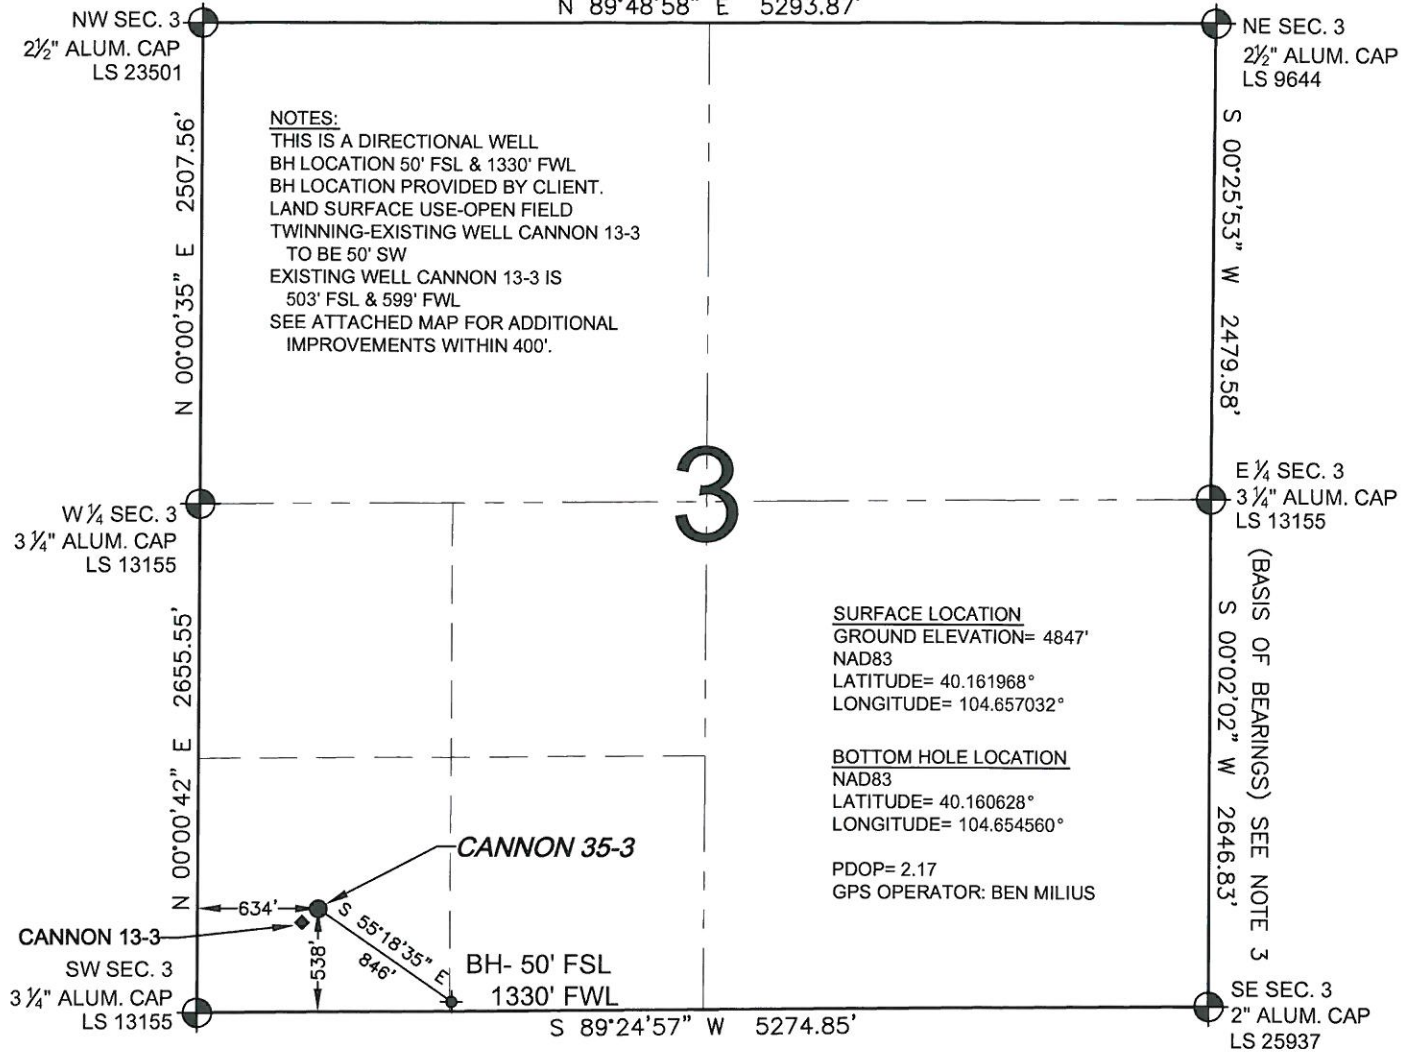 N 89°48'58" E 5293.87'
NW SEC. 3
2½" ALUM. CAP
LS 23501
NE SEC. 3
2½" ALUM. CAP
LS 9644
N 00°00'35" E 2507.56'
NOTES:
THIS IS A DIRECTIONAL WELL
BH LOCATION 50' FSL & 1330' FWL
BH LOCATION PROVIDED BY CLIENT.
LAND SURFACE USE-OPEN FIELD
TWINNING-EXISTING WELL CANNON 13-3
TO BE 50' SW
EXISTING WELL CANNON 13-3 IS
503' FSL & 599' FWL
SEE ATTACHED MAP FOR ADDITIONAL
IMPROVEMENTS WITHIN 400'.
S 00°25'53" W 2479.58'
3
W ¼ SEC. 3
3 ¼" ALUM. CAP
LS 13155
E ¼ SEC. 3
3 ¼" ALUM. CAP
LS 13155
N 00°00'42" E 2655.55'
SURFACE LOCATION
GROUND ELEVATION= 4847'
NAD83
LATITUDE= 40.161968°
LONGITUDE= 104.657032°
BOTTOM HOLE LOCATION
NAD83
LATITUDE= 40.160628°
LONGITUDE= 104.654560°
PDOP= 2.17
GPS OPERATOR: BEN MILIUS
S 00°02'02" W 2646.83'
(BASIS OF BEARINGS) SEE NOTE 3
CANNON 35-3
634'
538'
S 55°18'35" E
846'
CANNON 13-3
BH- 50' FSL
1330' FWL
SW SEC. 3
3 ¼" ALUM. CAP
LS 13155
S 89°24'57" W 5274.85'
SE SEC. 3
2" ALUM. CAP
LS 25937